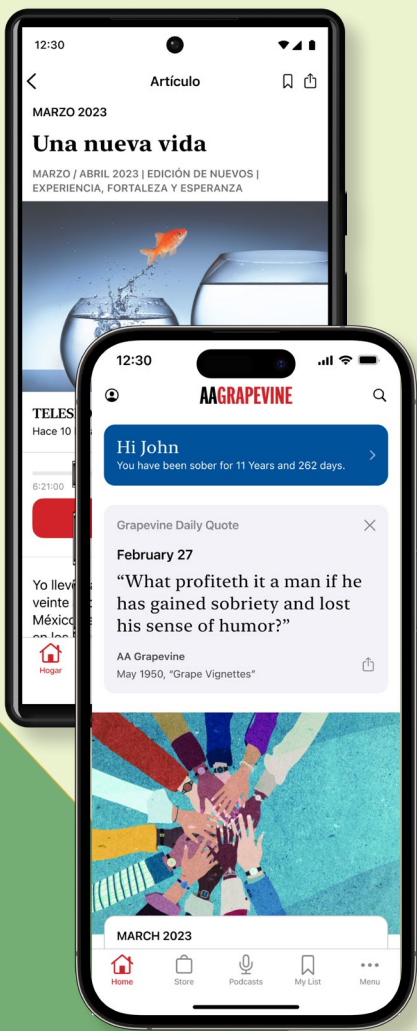 12:30
Artículo
MARZO 2023
Una nueva vida
MARZO / ABRIL 2023 | EDICIÓN DE NUEVOS |
EXPERIENCIA, FORTALEZA Y ESPERANZA
Hace 10
6:21:00
Yo
veinte
México
Hogar
12:30
AAGRAPEVINE
Hi John
You have been sober for 11 Years and 262 days.
Grapevine Daily Quote
February 27
“What profiteth it a man if he
has gained sobriety and lost
his sense of humor?”
AA Grapevine
May 1950, “Grape Vignettes”
MARCH 2023
Home
Store
Podcasts
My List
Menu